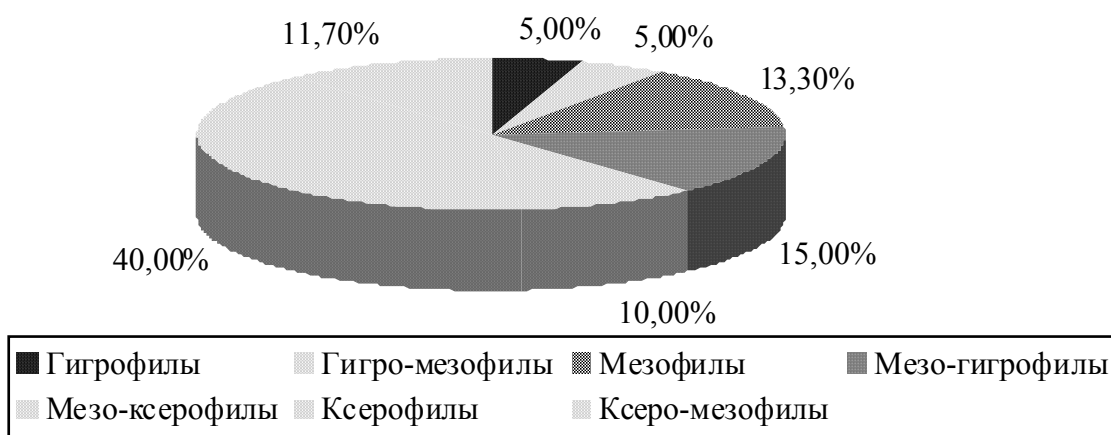 11,70% 5,00% 5,00%
13,30%
40,00% 15,00%
10,00%
Гигрофилы Гигро-мезофилы Мезофилы Мезо-гигрофилы
Мезо-ксерофилы Ксерофилы Ксеро-мезофилы